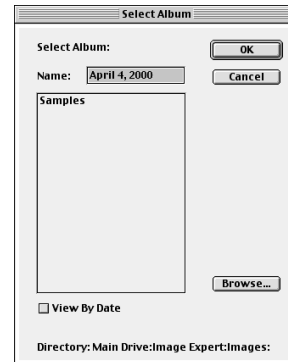 Select Album
Select Album:
OK
Name: April 4, 2000
Cancel
Samples
Browse...
View By Date
Directory: Main Drive:Image Expert:Images: